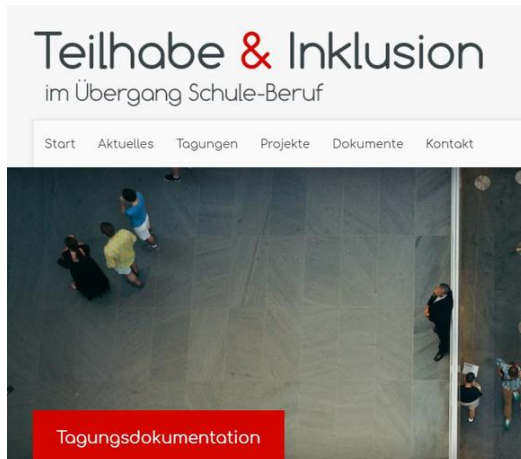 Teilhabe & Inklusion
im Übergang Schule-Beruf
Start Aktuelles Tagungen Projekte Dokumente Kontakt
Tagungsdokumentation